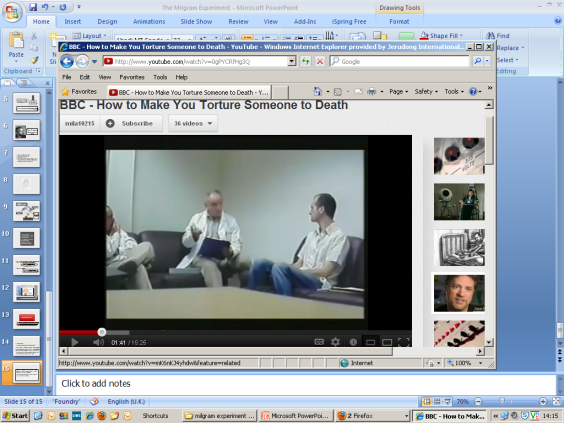 The Milgram Experiment - Microsoft PowerPoint
Drawing Tools
Home Insert Design Animations Slide Show Review View Add-Ins iSpring Free Format
Layout
Paste
Clipboard
Shape Fill
Find
Replace
Select
Editing
BBC - How to Make You Torture Someone to Death - YouTube - Windows Internet Explorer provided by Jerudong International...
http://www.youtube.com/watch?v=0gPYCRfHg3Q
Google
File Edit View Favorites Tools Help
Favorites BBC - How to Make You Torture Someone to Death - Y...
Page Safety Tools
BBC - How to Make You Torture Someone to Death
mila10215 Subscribe 36 videos
01:41 / 15:26
http://www.youtube.com/watch?v=mK6nKJ4yhdw&feature=related Internet 100%
5
6
7
8
9
10
11
12
13
14
15
Click to add notes
Slide 15 of 15 "Foundry" English (U.K.) 70%
Start Shortcuts milgram experiment ... Microsoft PowerPoi... 2 Firefox BBC - How to Mak... 14:15